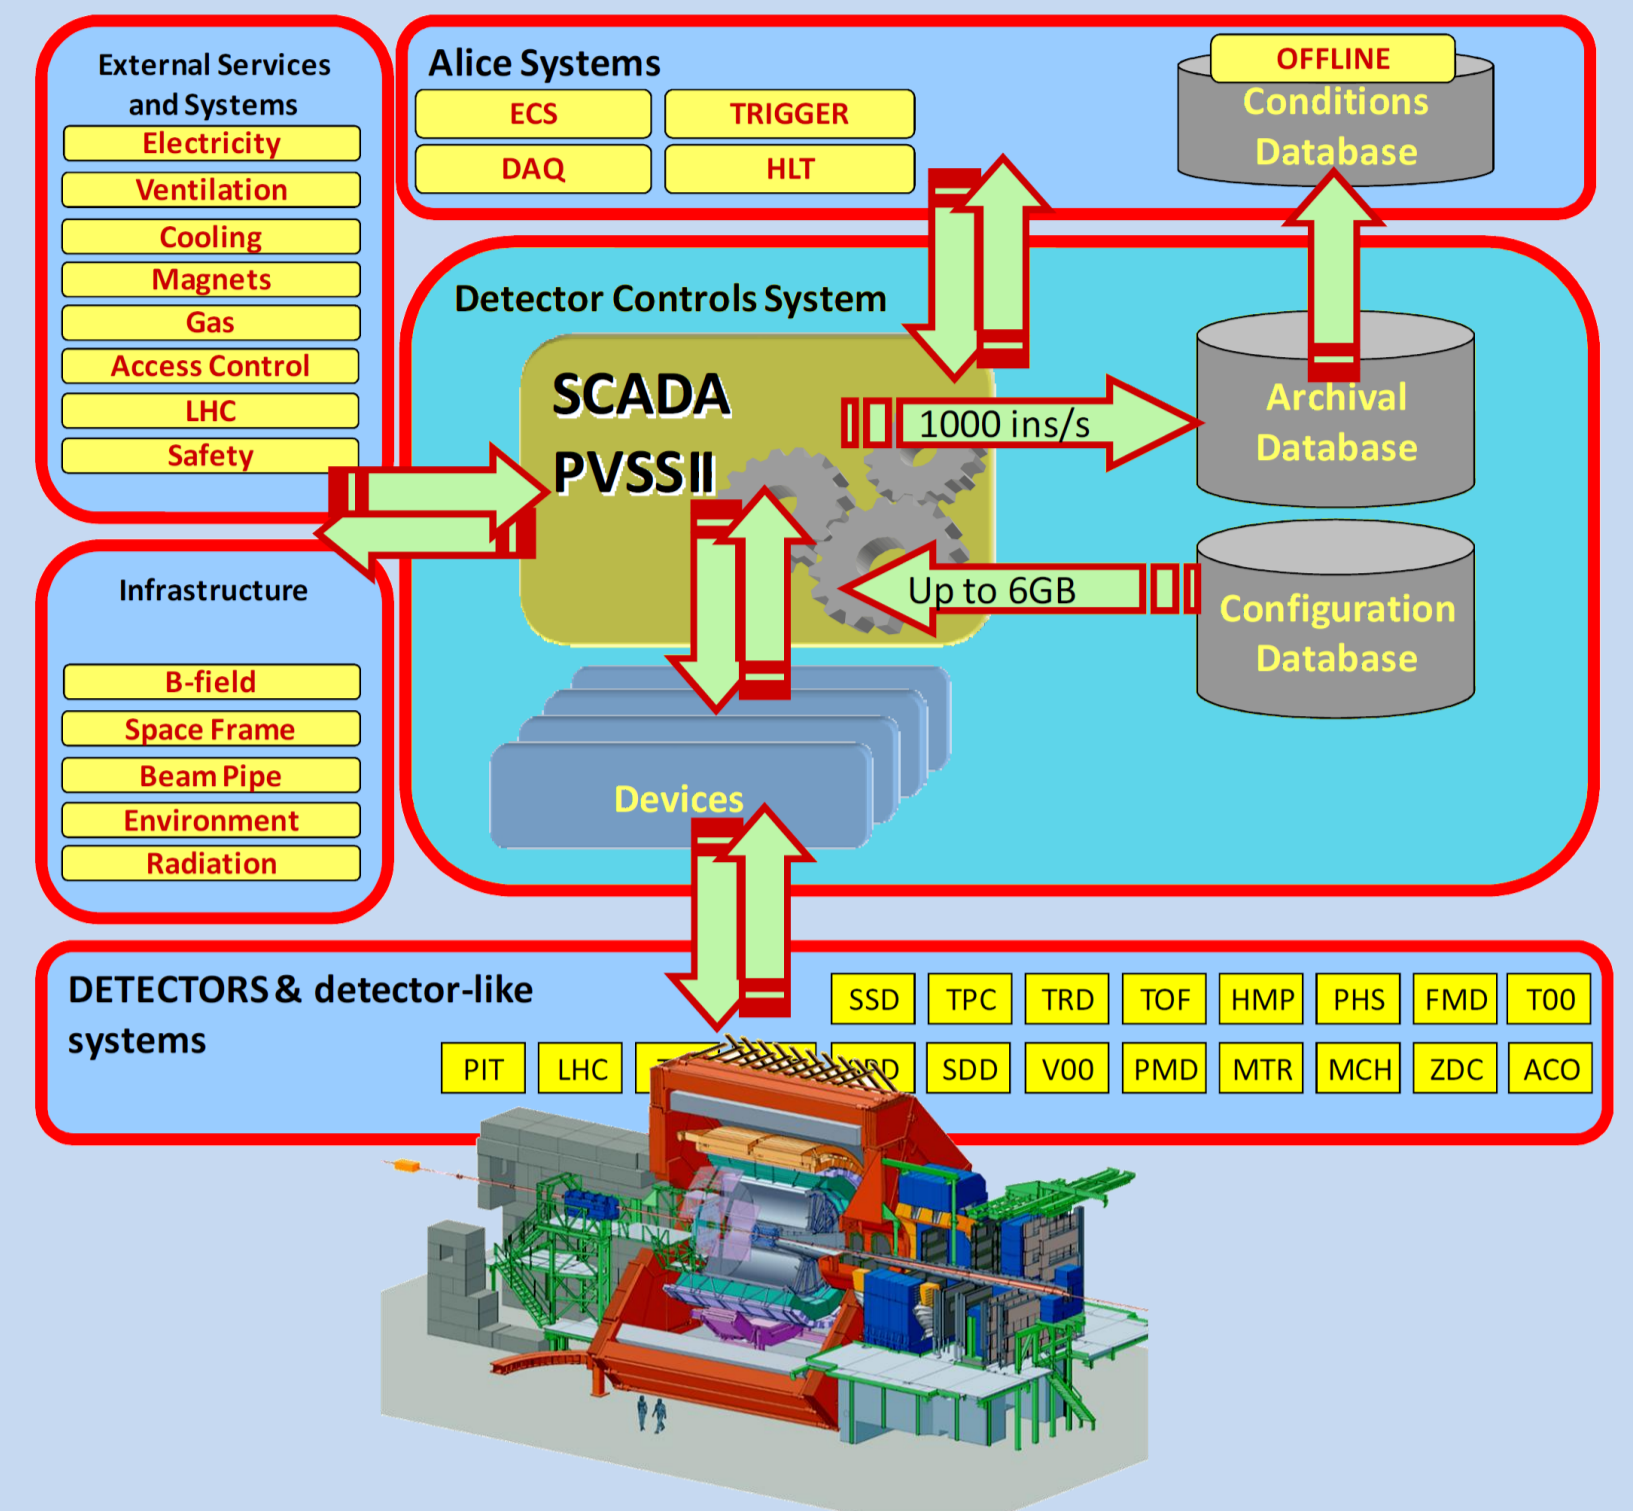 External Services
and Systems
Electricity
Ventilation
Cooling
Magnets
Gas
Access Control
LHC
Safety
Alice Systems
ECS
TRIGGER
DAQ
HLT
OFFLINE
Conditions
Database
Detector Controls System
SCADA
PVSSII
1000 ins/s
Archival
Database
Up to 6GB
Configuration
Database
Devices
Infrastructure
B-field
Space Frame
Beam Pipe
Environment
Radiation
DETECTORS & detector-like
systems
SSD TPC TRD TOF HMP PHS FMD T00
PIT LHC SDD V00 PMD MTR MCH ZDC ACO